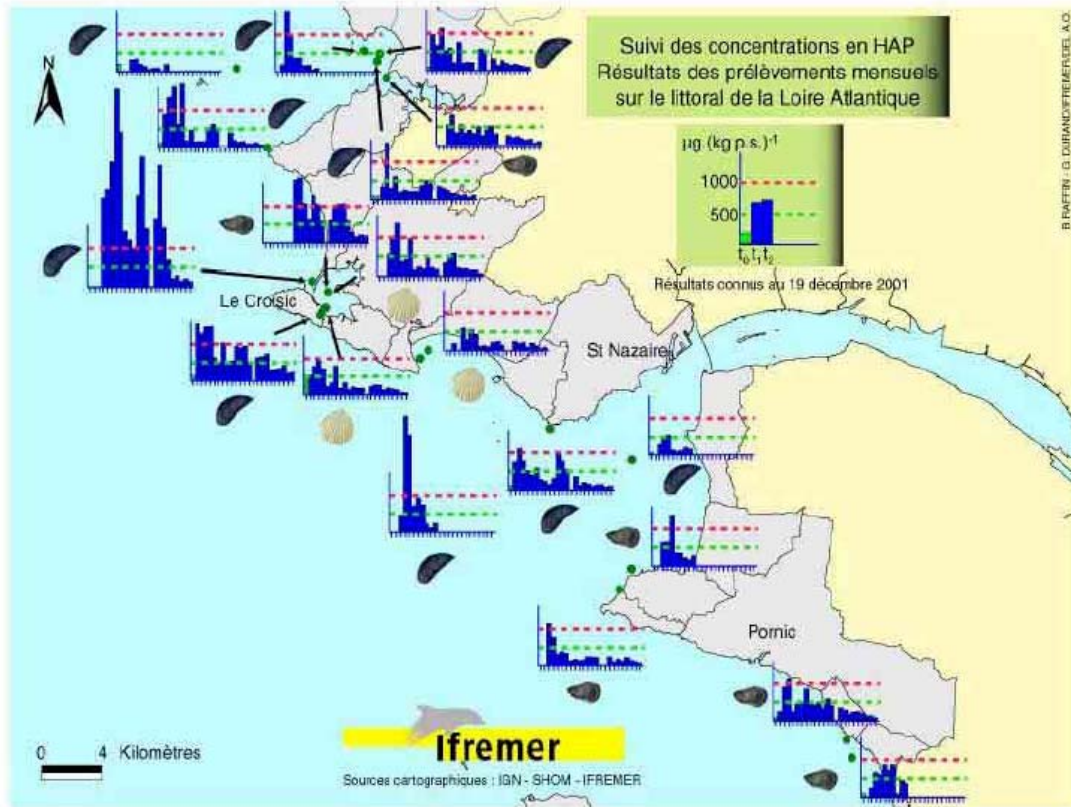 Suivi des concentrations en HAP
Résultats des prélèvements mensuels
sur le littoral de la Loire Atlantique
µg (kg p.s.)-1
1000
500
t0 t1 t2
Résultats connus au 19 décembre 2001
N
Le Croisic
St Nazaire
Pornic
0 4 Kilomètres
Ifremer
Sources cartographiques : IGN - SHOM - IFREMER